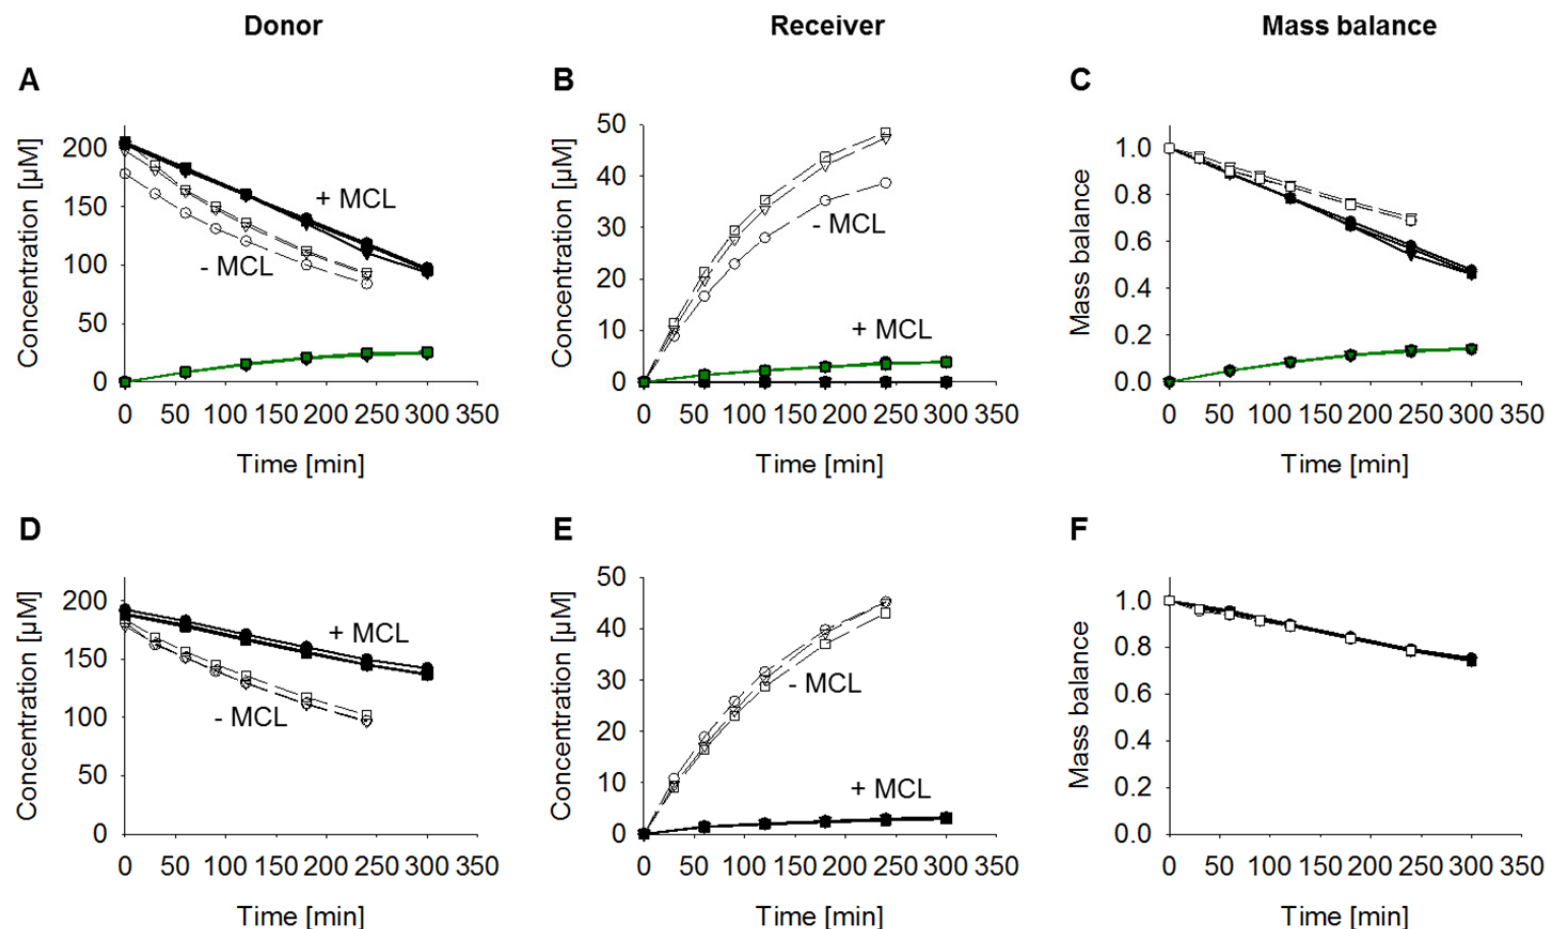 Donor Receiver Mass balance
A B C
Concentration [µM]
200
150
100
50
0
+ MCL
- MCL
0 50 100 150 200 250 300 350
Time [min]
Concentration [µM]
50
40
30
20
10
0
- MCL
+ MCL
0 50 100 150 200 250 300 350
Time [min]
Mass balance
1.0
0.8
0.6
0.4
0.2
0.0
0 50 100 150 200 250 300 350
Time [min]
D E F
Concentration [µM]
200
150
100
50
0
+ MCL
- MCL
0 50 100 150 200 250 300 350
Time [min]
Concentration [µM]
50
40
30
20
10
0
- MCL
+ MCL
0 50 100 150 200 250 300 350
Time [min]
Mass balance
1.0
0.8
0.6
0.4
0.2
0.0
0 50 100 150 200 250 300 350
Time [min]